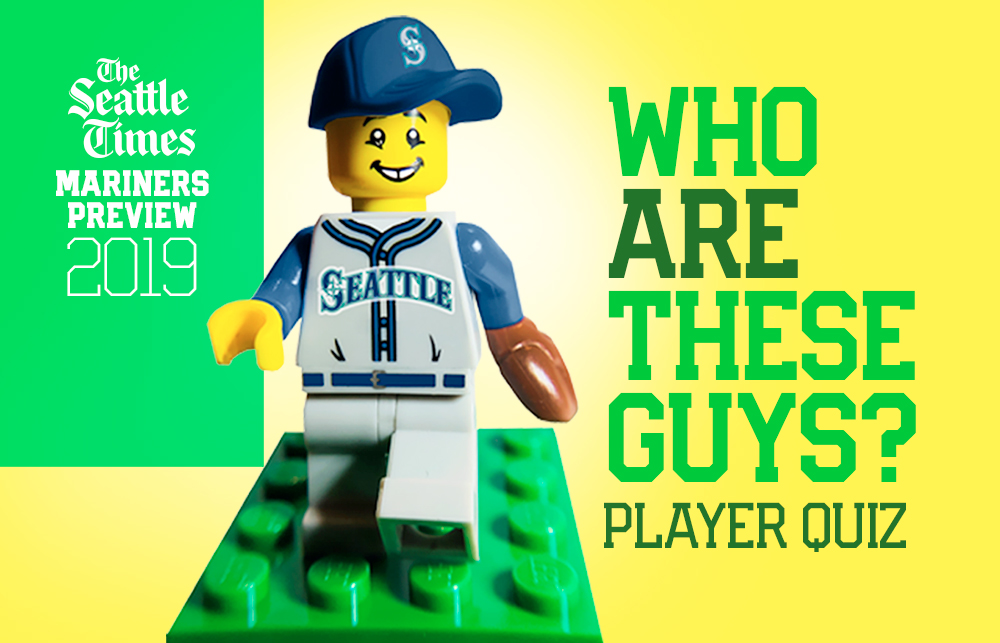 The
Seattle
Times
MARINERS
PREVIEW
2019
S
SEATTLE
WHO
ARE
THESE
GUYS?
PLAYER QUIZ